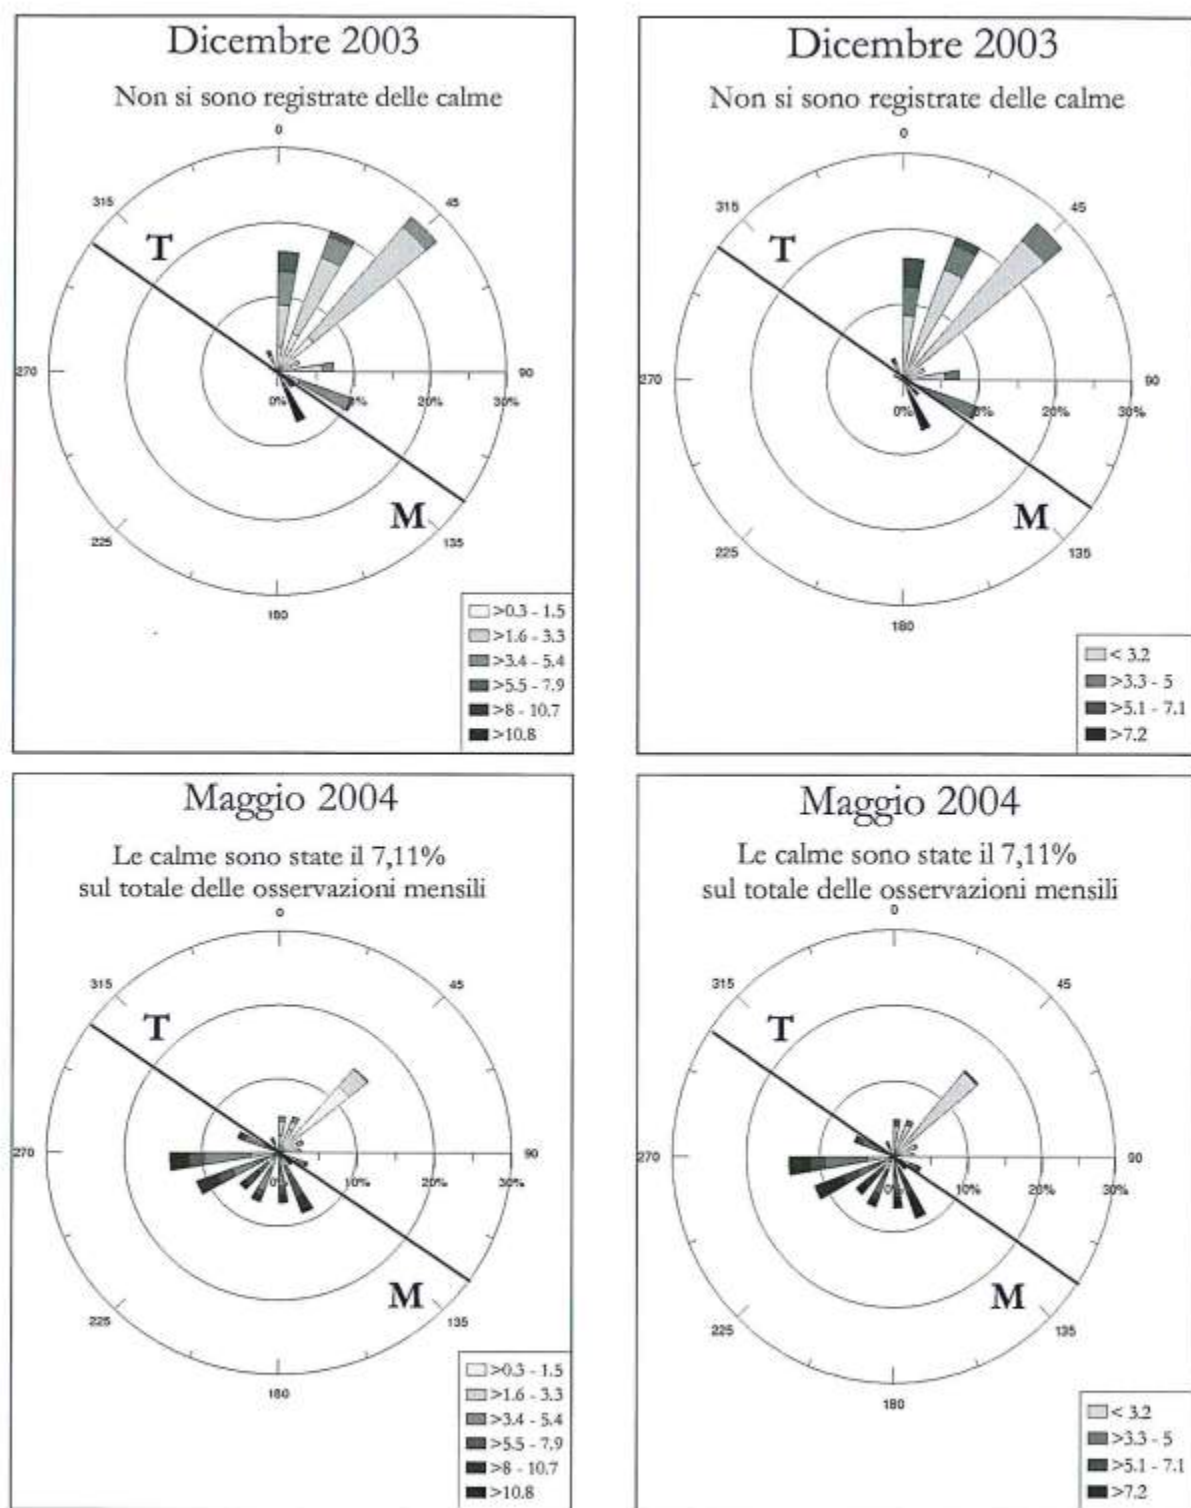 Dicembre 2003
Non si sono registrate delle calme
0
315
45
T
270
90
0%
20%
30%
M
225
135
180
>0.3 - 1.5
>1.6 - 3.3
>3.4 - 5.4
>5.5 - 7.9
>8 - 10.7
>10.8
Dicembre 2003
Non si sono registrate delle calme
0
315
45
T
270
90
0%
20%
30%
M
225
135
180
< 3.2
>3.3 - 5
>5.1 - 7.1
>7.2
Maggio 2004
Le calme sono state il 7,11%
sul totale delle osservazioni mensili
0
315
45
T
270
90
0%
10%
20%
30%
M
225
135
180
>0.3 - 1.5
>1.6 - 3.3
>3.4 - 5.4
>5.5 - 7.9
>8 - 10.7
>10.8
Maggio 2004
Le calme sono state il 7,11%
sul totale delle osservazioni mensili
0
315
45
T
270
90
0%
10%
20%
30%
M
225
135
180
< 3.2
>3.3 - 5
>5.1 - 7.1
>7.2